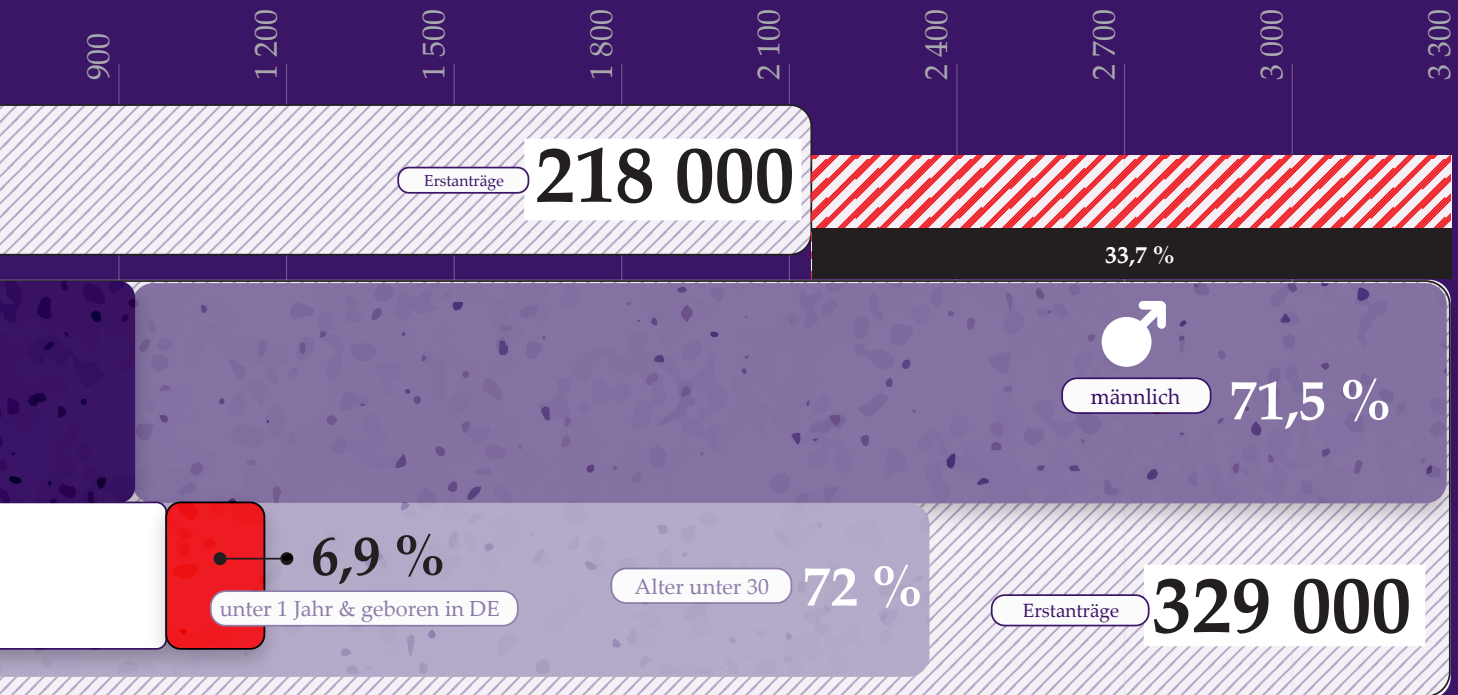 900
1 200
1 500
1 800
2 100
2 400
2 700
3 000
3 300
Erstanträge 218 000
33,7 %
männlich 71,5 %
6,9 %
unter 1 Jahr & geboren in DE
Alter unter 30 72 %
Erstanträge 329 000